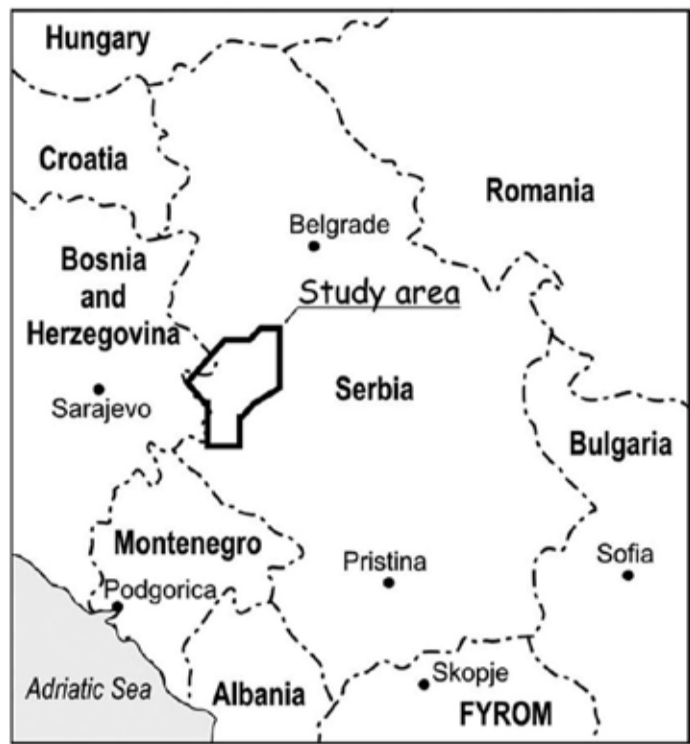 Hungary
Croatia
Romania
Belgrade
Bosnia
and
Herzegovina
Study area
Sarajevo
Serbia
Bulgaria
Montenegro
Pristina
Sofia
Podgorica
Adriatic Sea
Albania
Skopje
FYROM